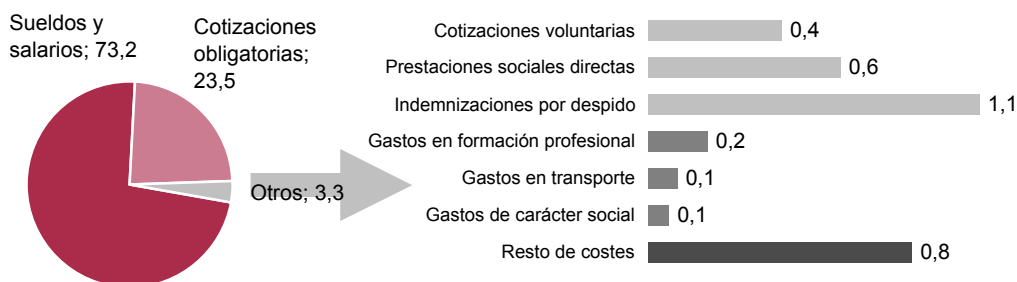 Sueldos y
salarios; 73,2
Cotizaciones
obligatorias;
23,5
Otros; 3,3
Cotizaciones voluntarias 0,4
Prestaciones sociales directas 0,6
Indemnizaciones por despido 1,1
Gastos en formación profesional 0,2
Gastos en transporte 0,1
Gastos de carácter social 0,1
Resto de costes 0,8